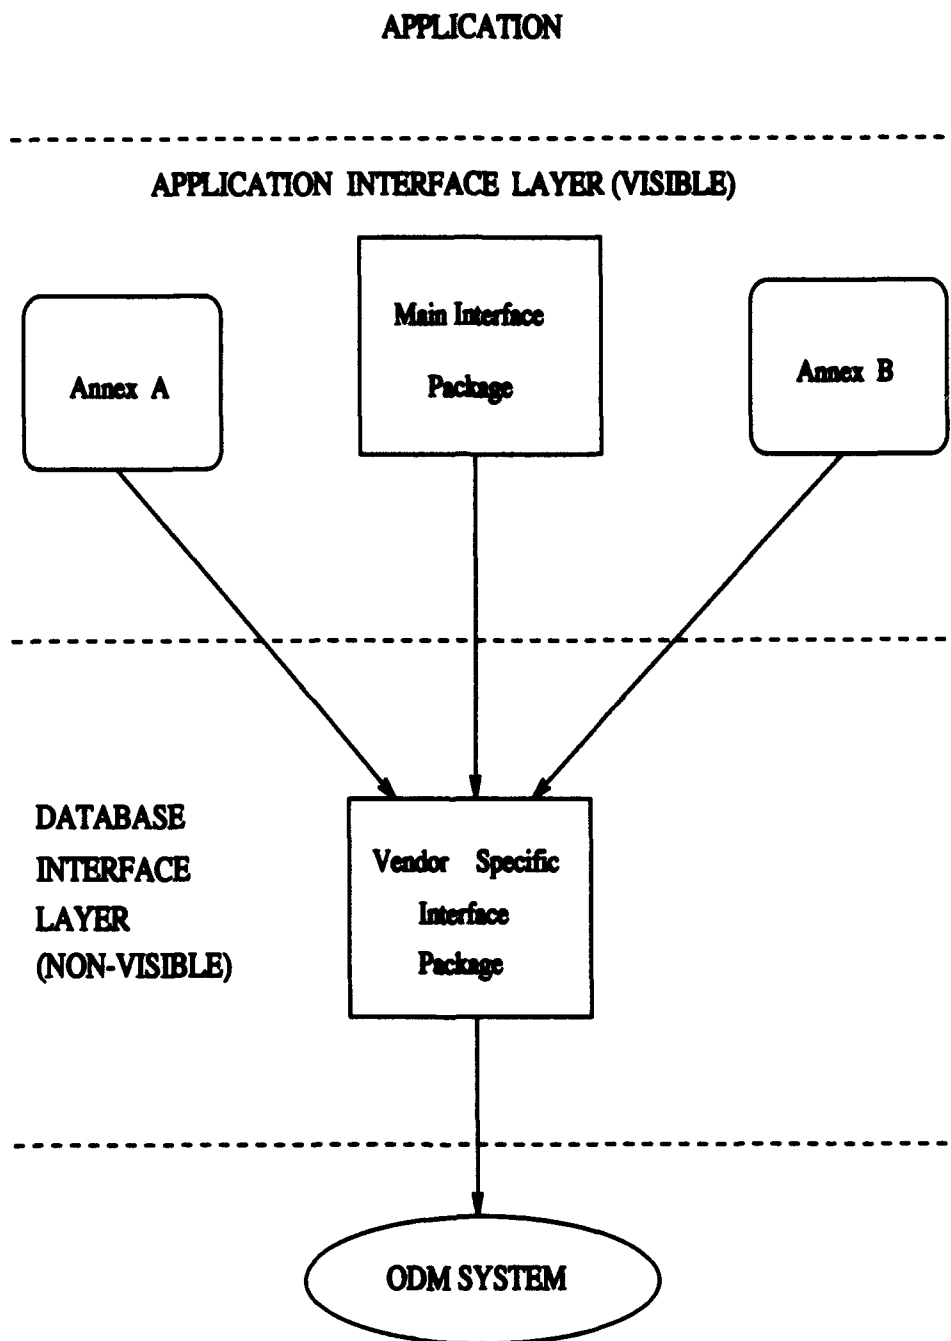 APPLICATION
APPLICATION INTERFACE LAYER (VISIBLE)
Annex A
Main Interface
Package
Annex B
DATABASE
INTERFACE
LAYER
(NON-VISIBLE)
Vendor Specific
Interface
Package
ODM SYSTEM